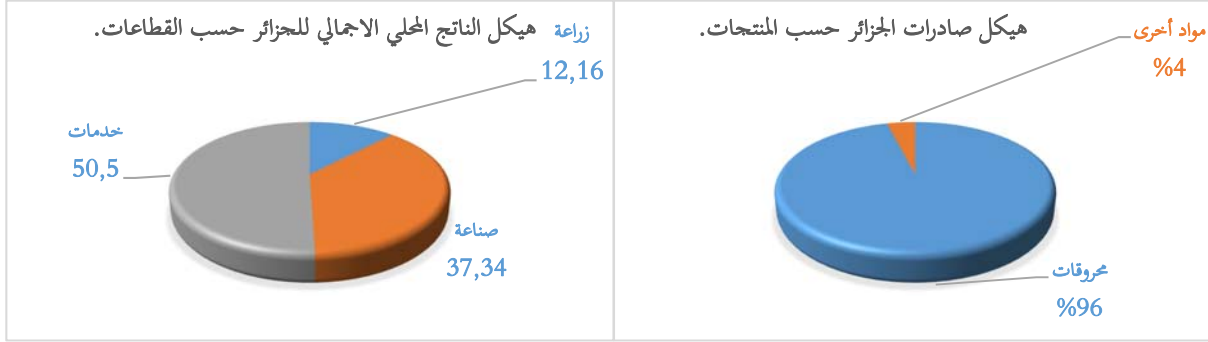 هيكل صادرات الجزائر حسب المنتجات.
مواد أخرى
%4
محروقات
%96
هيكل الناتج المحلي الاجمالي للجزائر حسب القطاعات.
زراعة
12,16
خدمات
50,5
صناعة
37,34